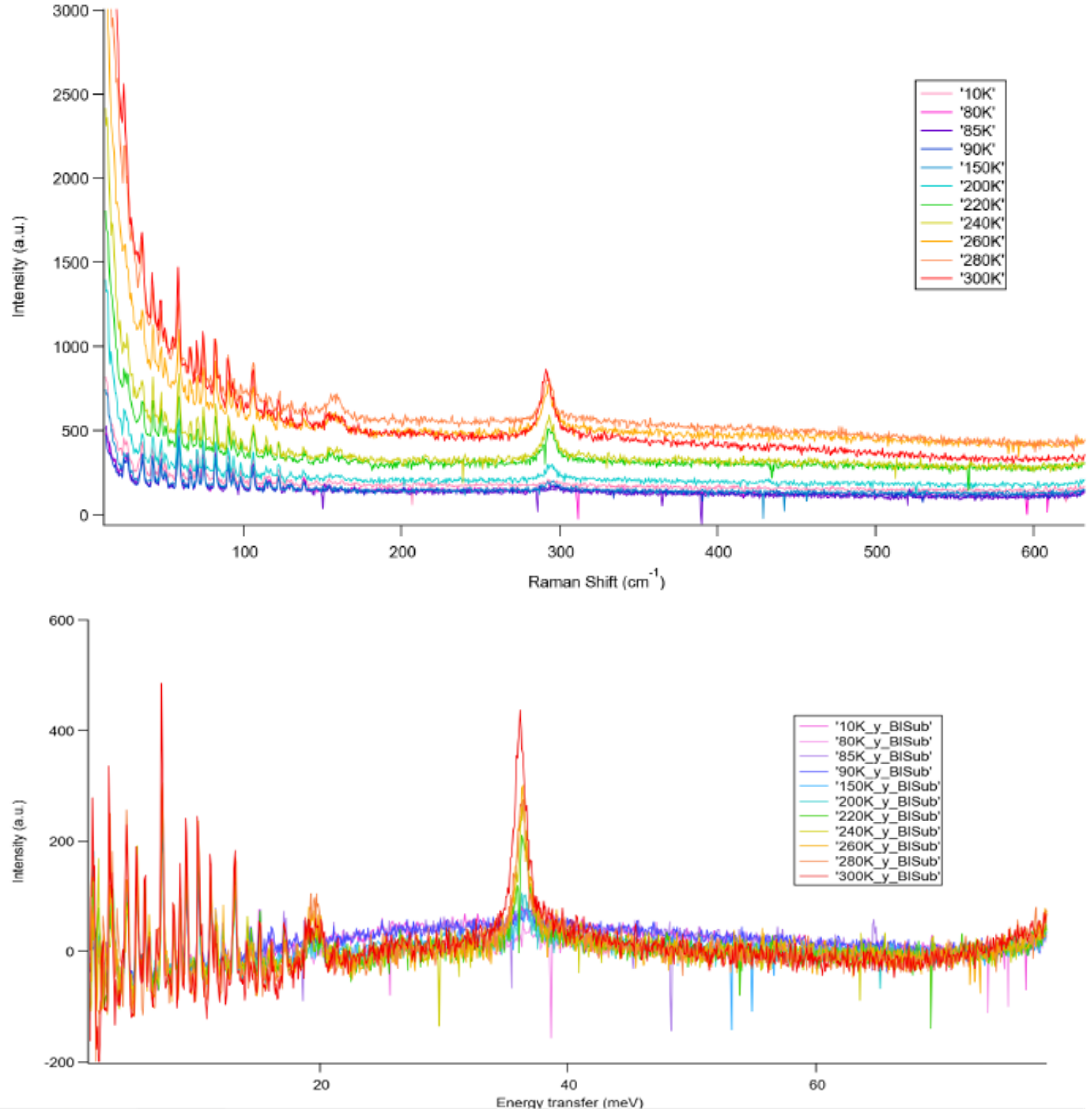 3000
2500
2000
1500
1000
500
0
Intensity (a.u.)
'10K'
'80K'
'85K'
'90K'
'150K'
'200K'
'220K'
'240K'
'260K'
'280K'
'300K'
100
200
300
400
500
600
Raman Shift (cm⁻¹)
600
400
200
0
-200
Intensity (a.u.)
'10K_y_BlSub'
'80K_y_BlSub'
'85K_y_BlSub'
'90K_y_BlSub'
'150K_y_BlSub'
'200K_y_BlSub'
'220K_y_BlSub'
'240K_y_BlSub'
'260K_y_BlSub'
'280K_y_BlSub'
'300K_y_BlSub'
20
40
60
Energy transfer (meV)